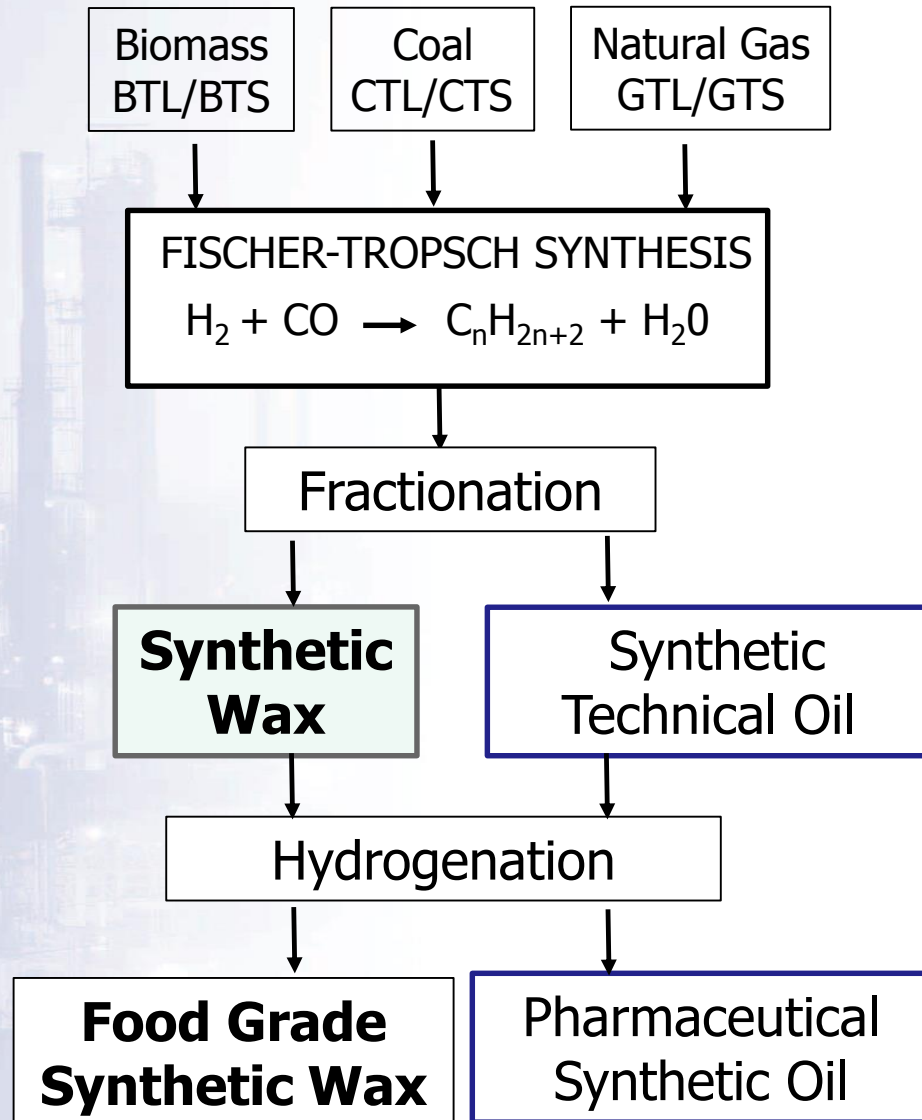 Biomass
BTL/BTS
Coal
CTL/CTS
Natural Gas
GTL/GTS
FISCHER-TROPSCH SYNTHESIS
H₂ + CO → CₙH₂ₙ₊₂ + H₂0
Fractionation
Synthetic
Wax
Synthetic
Technical Oil
Hydrogenation
Food Grade
Synthetic Wax
Pharmaceutical
Synthetic Oil